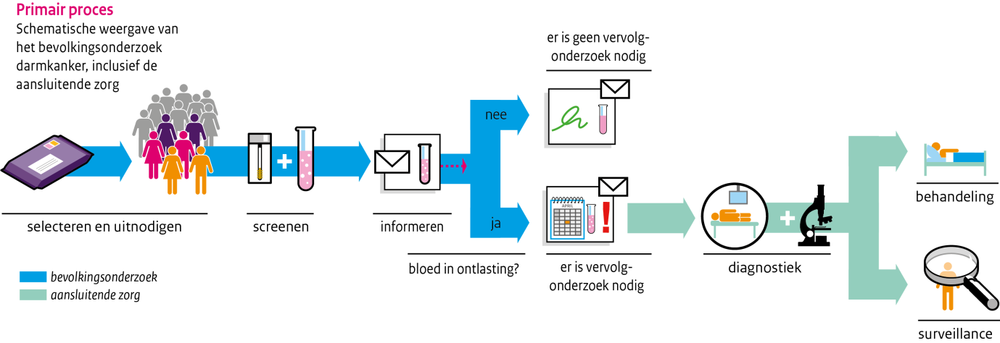 Primair proces
Schematische weergave van
het bevolkingsonderzoek
darmkanker, inclusief de
aansluitende zorg
selecteren en uitnodigen
screenen
informeren
bloed in ontlasting?
nee
ja
er is geen vervolg-
onderzoek nodig
APRIL
er is vervolg-
onderzoek nodig
diagnostiek
behandeling
surveillance
bevolkingsonderzoek
aansluitende zorg